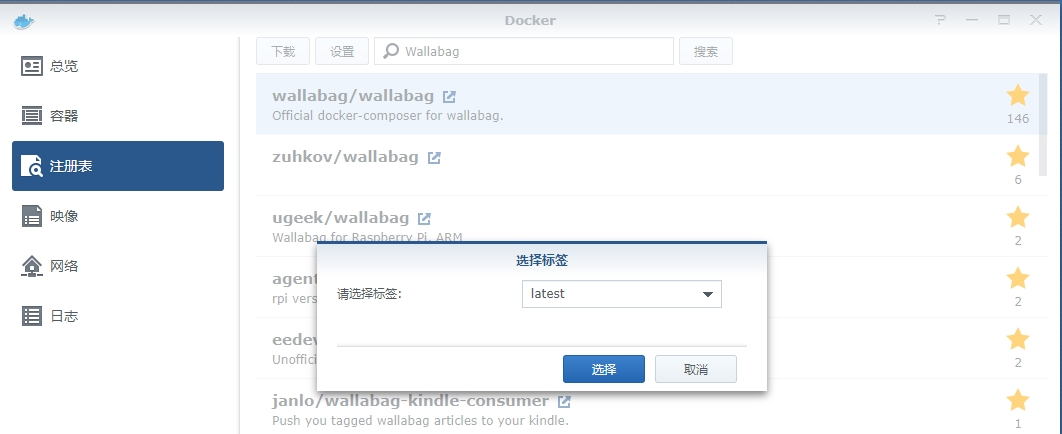 Docker
总览
容器
注册表
映像
网络
日志
下载 设置 Wallabag 搜索
wallabag/wallabag
Official docker-composer for wallabag.
146
zuhkov/wallabag
6
ugeek/wallabag
Wallabag for Raspberry Pi, ARM
2
agent
rpi vers
2
eedev
Unoffici
2
janlo/wallabag-kindle-consumer
Push you tagged wallabag articles to your kindle.
1
选择标签
请选择标签: latest
选择 取消